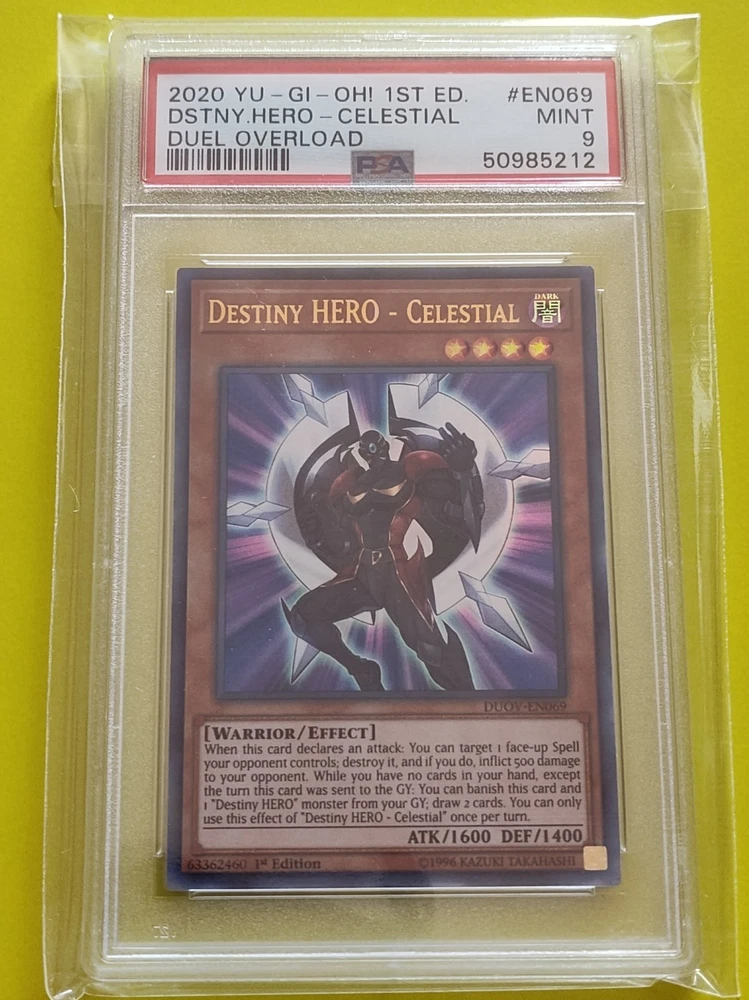 2020 YU-GI-OH! 1ST ED. #EN069
DSTNY.HERO-CELESTIAL MINT
DUEL OVERLOAD 9
PSA 50985212
DESTINY HERO - CELESTIAL
DARK
闇
DUOV-EN069
[WARRIOR/EFFECT]
When this card declares an attack: You can target 1 face-up Spell
your opponent controls; destroy it, and if you do, inflict 500 damage
to your opponent. While you have no cards in your hand, except
the turn this card was sent to the GY: You can banish this card and
1 "Destiny HERO" monster from your GY; draw 2 cards. You can only
use this effect of "Destiny HERO - Celestial" once per turn.
ATK/1600 DEF/1400
63362460 1st Edition ©1996 KAZUKI TAKAHASHI